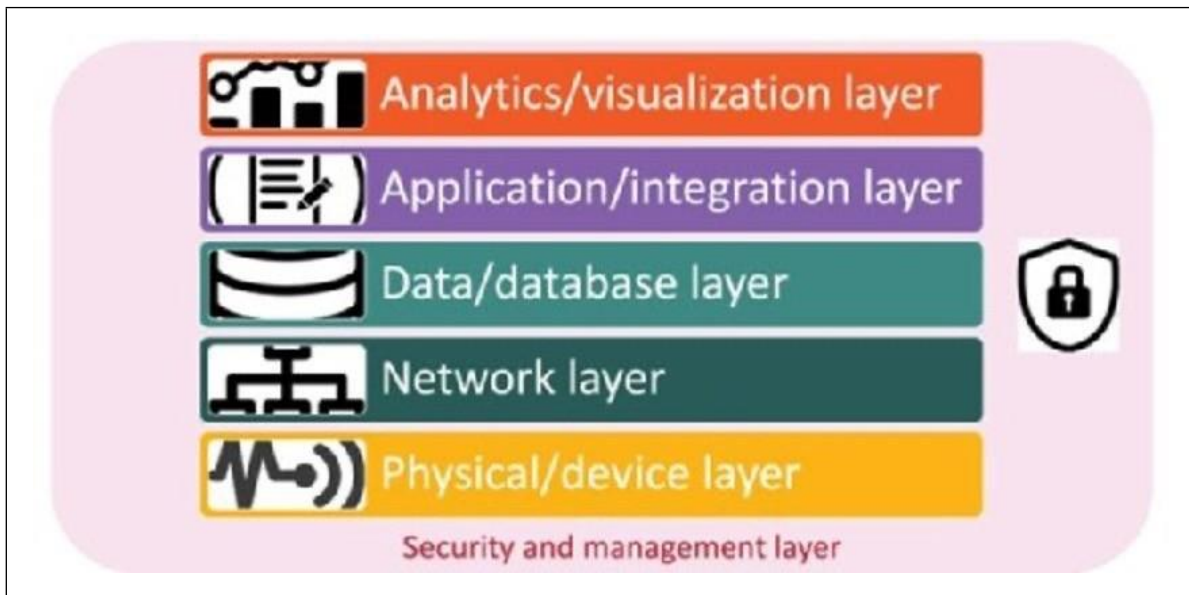 Analytics/visualization layer
Application/integration layer
Data/database layer
Network layer
Physical/device layer
Security and management layer